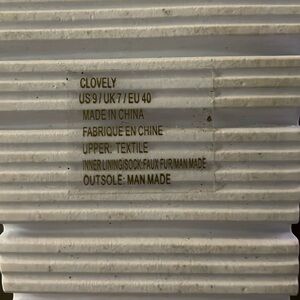 CLOVELY
US 9 / UK 7 / EU 40
MADE IN CHINA
FABRIQUE EN CHINE
UPPER: TEXTILE
INNER LINING/SOCK: FAUX FUR/MAN MADE
OUTSOLE: MAN MADE